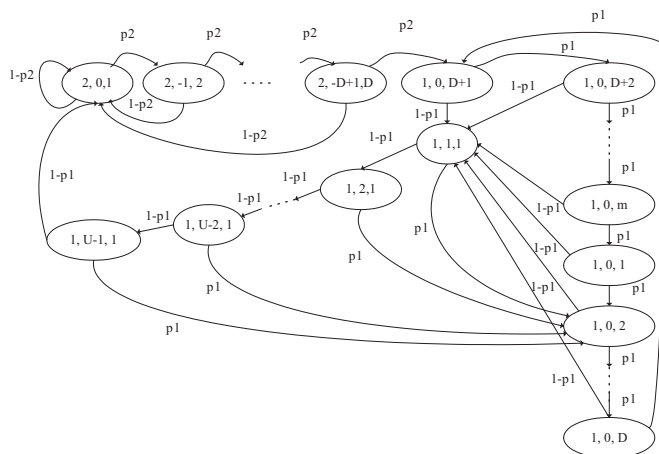 p1
p2
p2
p2
p2
p1
1-p2
2, 0,1
2, -1, 2
. . . .
2, -D+1,D
1, 0, D+1
1, 0, D+2
1-p2
1-p2
1-p1
1-p1
p1
1, 1,1
1-p1
p1
1-p1
1-p1
1, 2,1
1-p1
1, 0, m
1-p1
1-p1
1, U-2, 1
p1
p1
1, U-1, 1
1-p1
p1
1, 0, 1
1-p1
p1
p1
1, 0, 2
p1
p1
1-p1
p1
1, 0, D